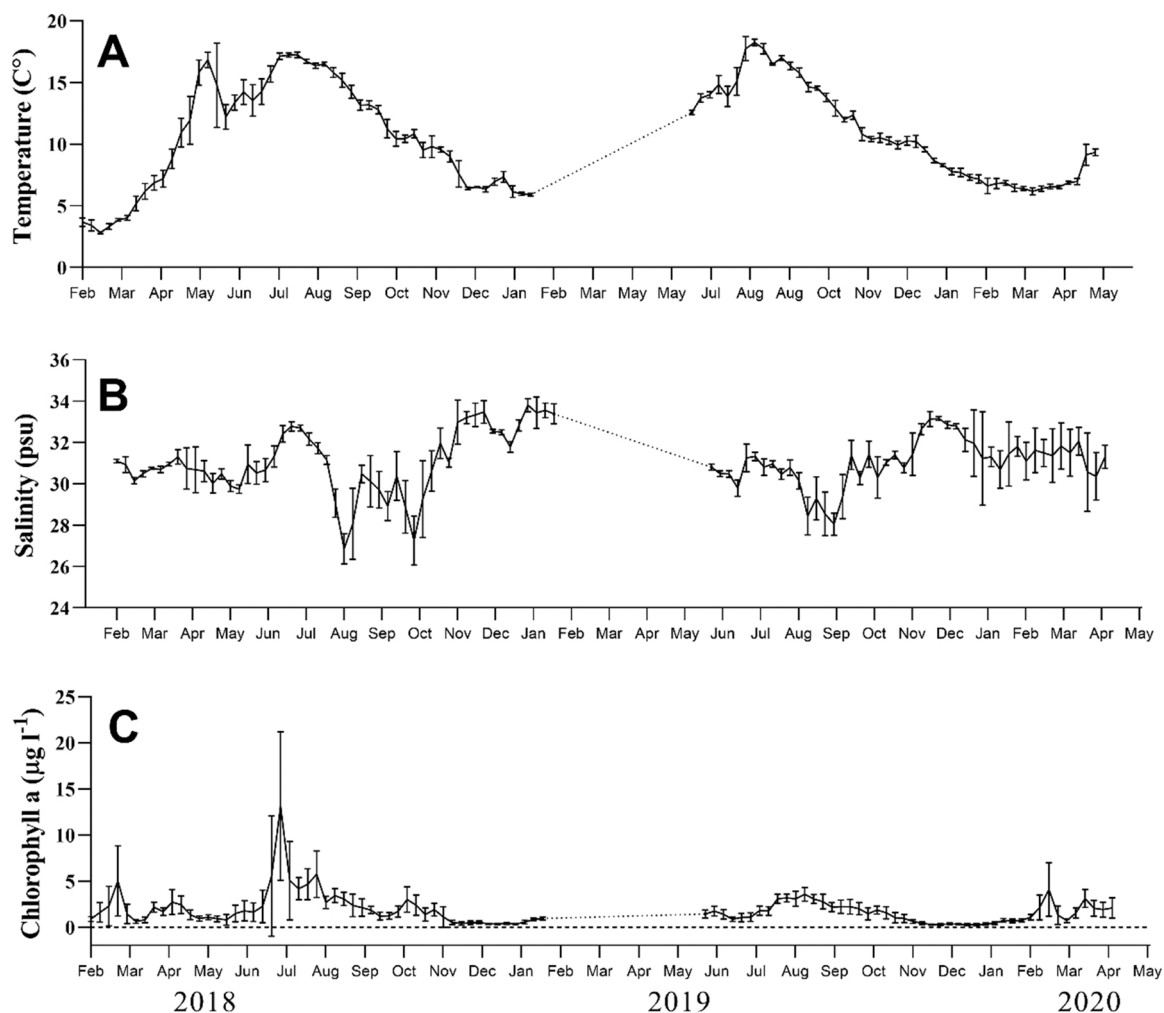 A
Temperature (C°)
20
15
10
5
0
Feb Mar Apr May Jun Jul Aug Sep Oct Nov Dec Jan Feb Mar May May Jul Aug Aug Oct Nov Dec Jan Feb Mar Apr May
B
Salinity (psu)
36
34
32
30
28
26
24
Feb Mar Apr May Jun Jul Aug Sep Oct Nov Dec Jan Feb Mar Apr May Jun Jul Aug Sep Oct Nov Dec Jan Feb Mar Apr May
C
Chlorophyll a (µg l⁻¹)
25
20
15
10
5
0
Feb Mar Apr May Jun Jul Aug Sep Oct Nov Dec Jan Feb Mar Apr May Jun Jul Aug Sep Oct Nov Dec Jan Feb Mar Apr May
2018 2019 2020